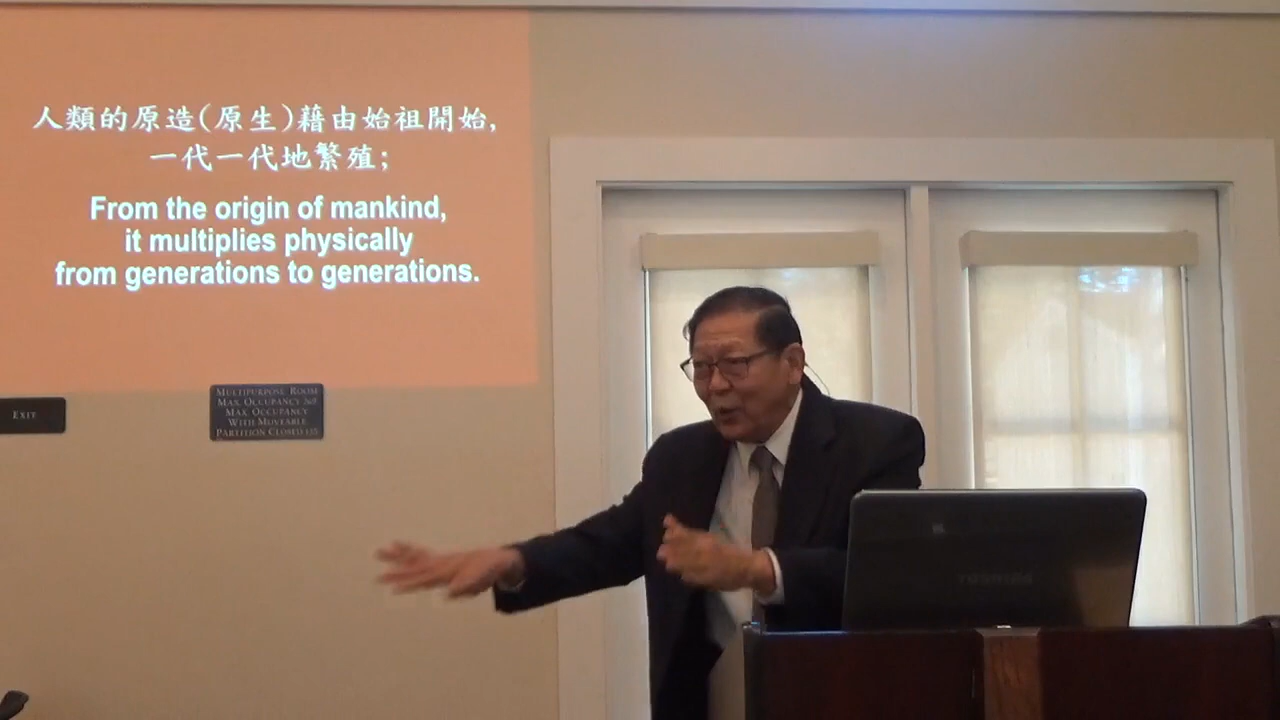 人類的原造(原生)藉由始祖開始,
一代一代地繁殖;
From the origin of mankind,
it multiplies physically
from generations to generations.
EXIT
MULTIPURPOSE ROOM
MAX. OCCUPANCY
MAX. OCCUPANCY
WITH MOVEABLE
PARTITION CLOSED
TOSHIBA